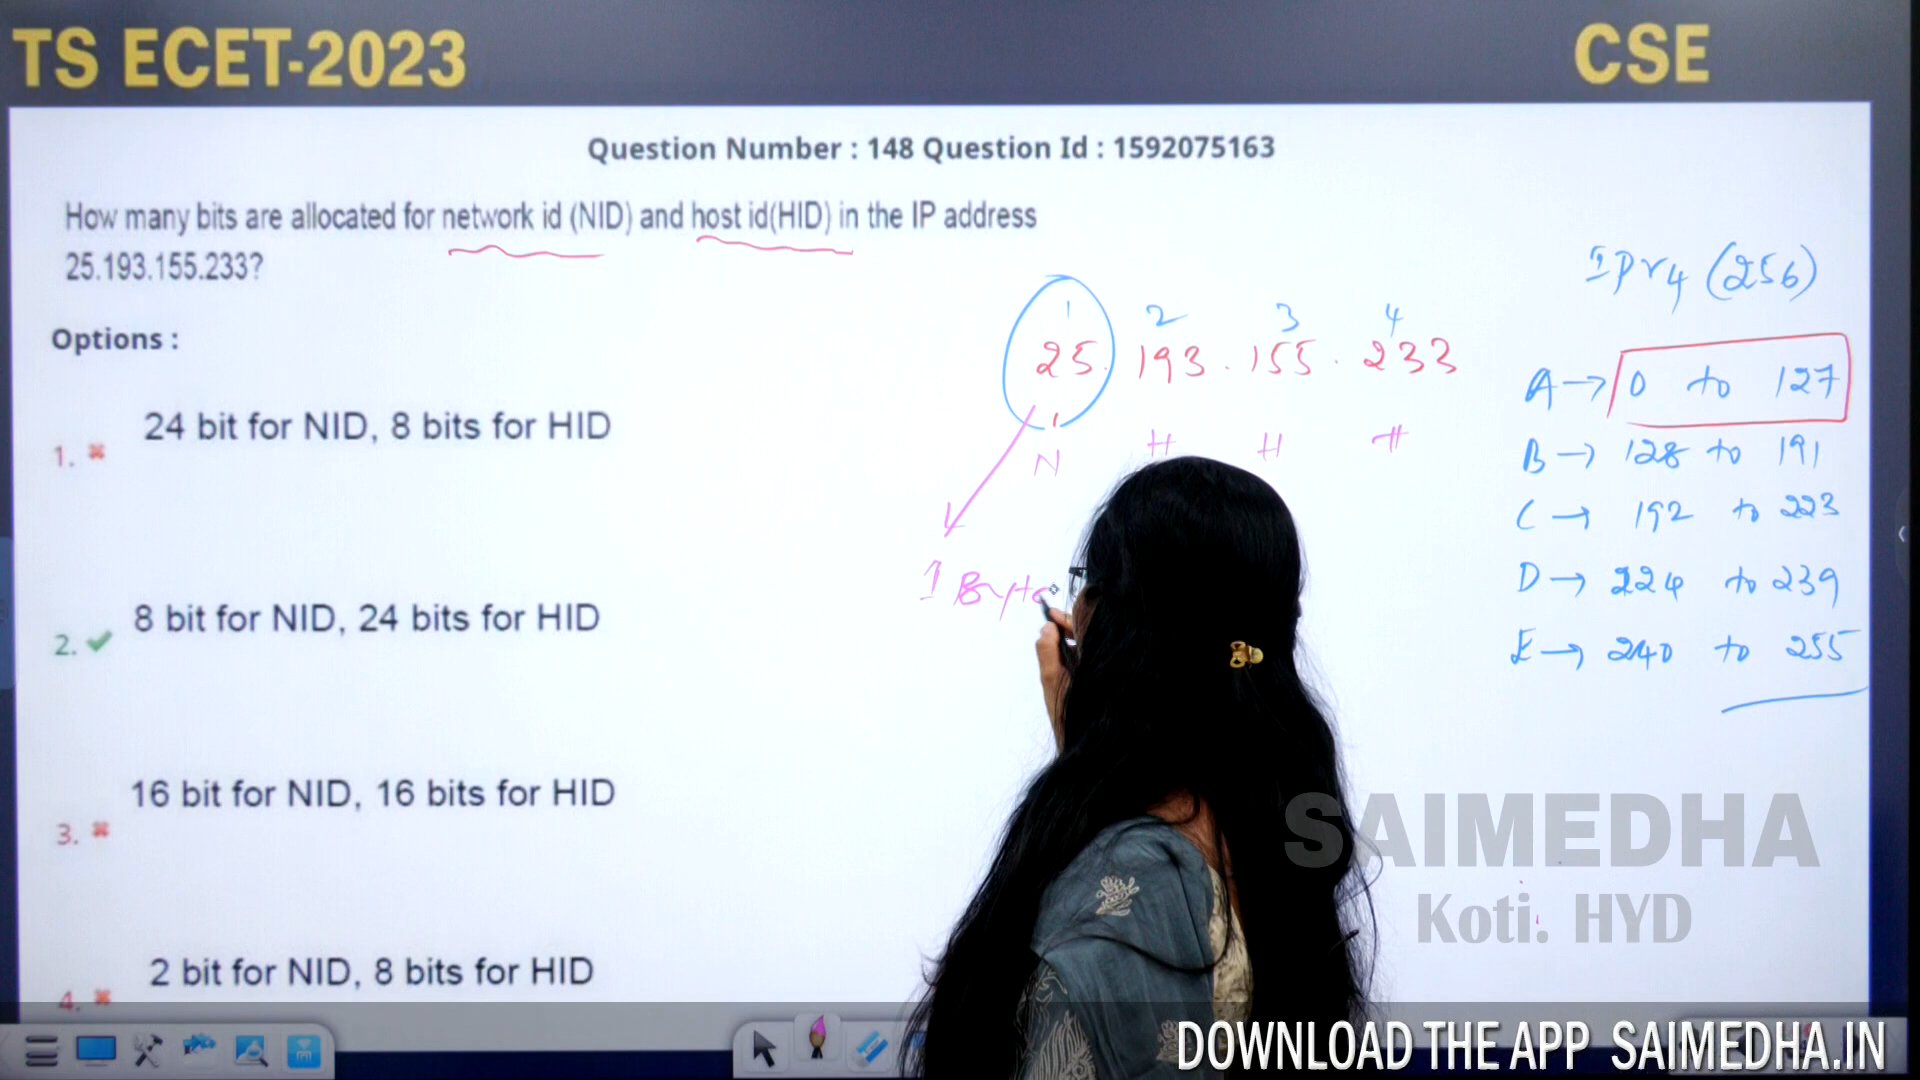 TS ECET-2023
CSE
Question Number : 148 Question Id : 1592075163
How many bits are allocated for network id (NID) and host id(HID) in the IP address
25.193.155.233?
Options :
1. 24 bit for NID, 8 bits for HID
2. 8 bit for NID, 24 bits for HID
3. 16 bit for NID, 16 bits for HID
4. 2 bit for NID, 8 bits for HID
1 2 3 4
25. 193. 155. 233
N H H H
1 Byte
IPv4 (256)
A → 0 to 127
B → 128 to 191
C → 192 to 223
D → 224 to 239
E → 240 to 255
SAIMEDHA
Koti. HYD
DOWNLOAD THE APP SAIMEDHA.IN